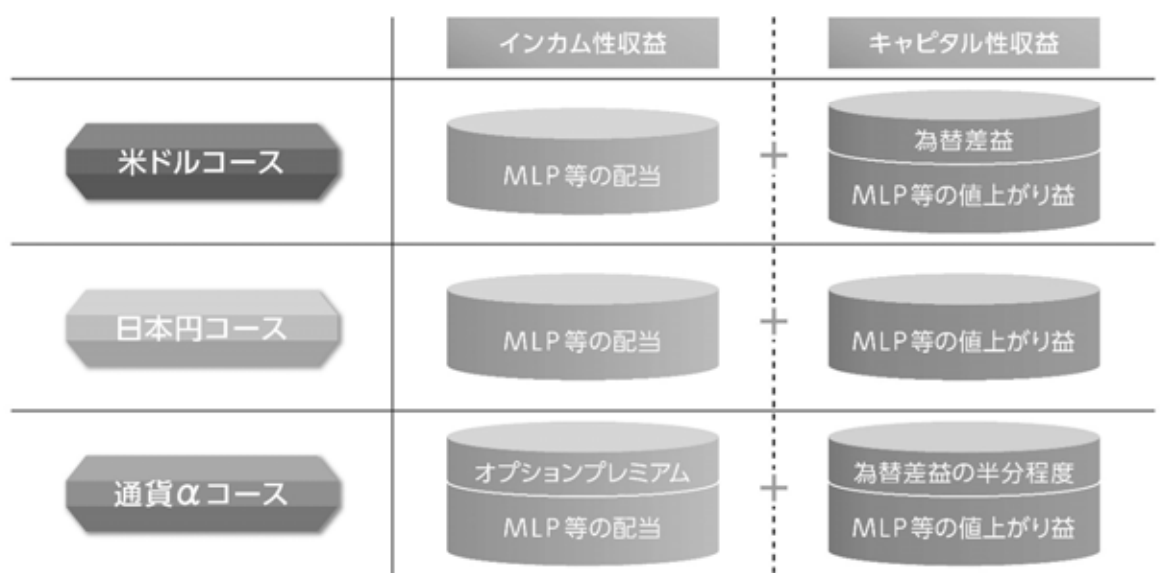 インカム性収益
キャピタル性収益
米ドルコース
MLP等の配当
+
為替差益
MLP等の値上がり益
日本円コース
MLP等の配当
+
MLP等の値上がり益
通貨αコース
オプションプレミアム
MLP等の配当
+
為替差益の半分程度
MLP等の値上がり益